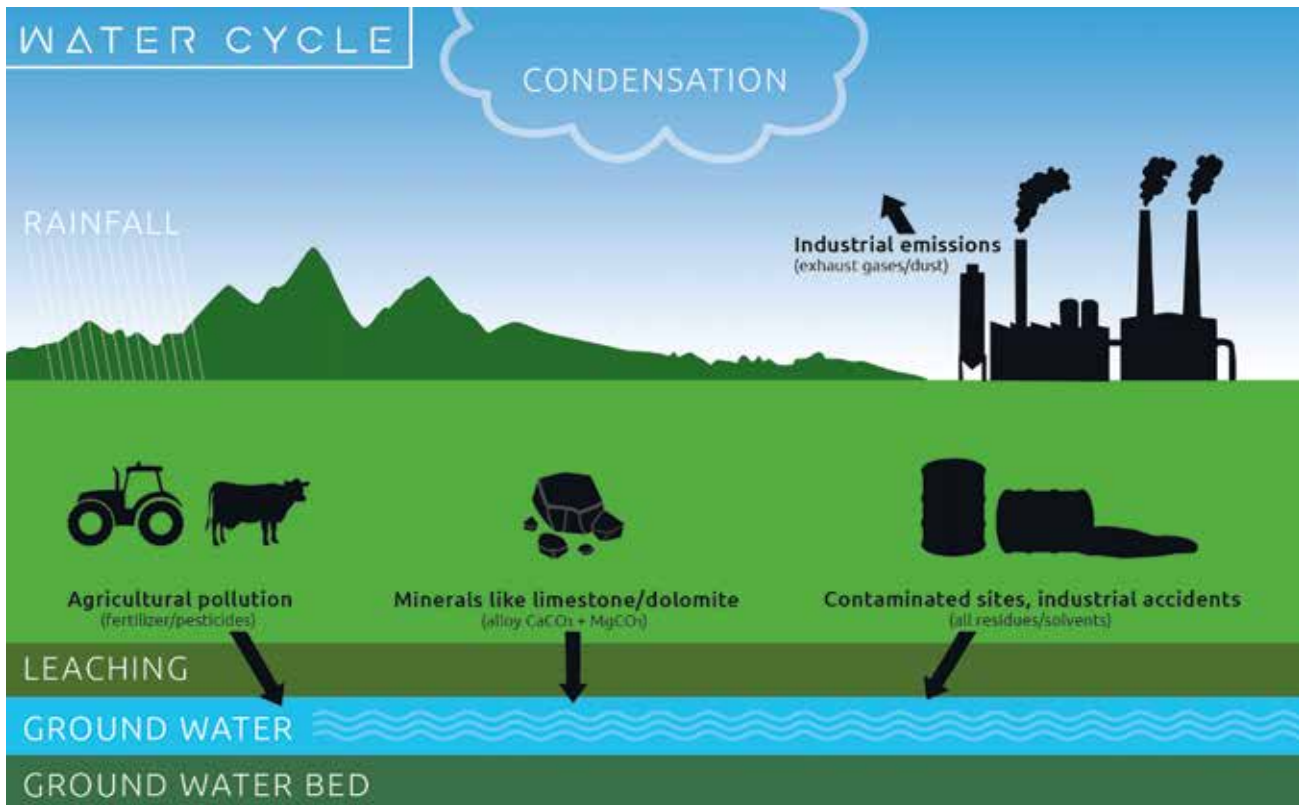 WATER CYCLE
CONDENSATION
RAINFALL
Industrial emissions
(exhaust gases/dust)
Agricultural pollution
(fertilizer/pesticides)
Minerals like limestone/dolomite
(alloy CaCO₃ + MgCO₃)
Contaminated sites, industrial accidents
(all residues/solvents)
LEACHING
GROUND WATER
GROUND WATER BED